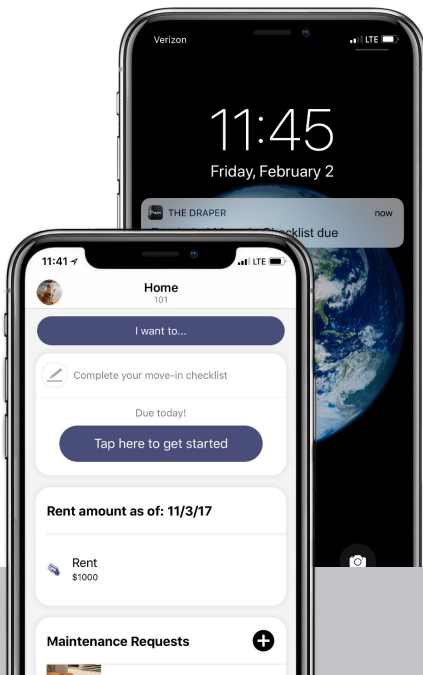 Verizon
LTE
11:45
Friday, February 2
THE DRAPER
now
due
11:41
LTE
Home
101
I want to...
Complete your move-in checklist
Due today!
Tap here to get started
Rent amount as of: 11/3/17
Rent
$1000
Maintenance Requests